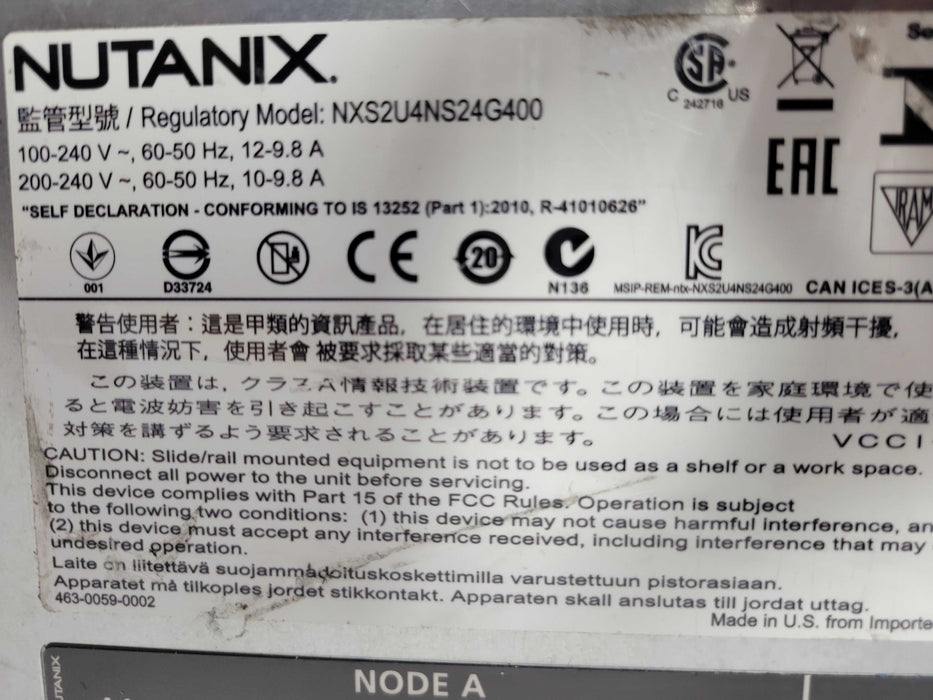 NUTANIX.
監管型號 / Regulatory Model: NXS2U4NS24G400
100-240 V ~, 60-50 Hz, 12-9.8 A
200-240 V ~, 60-50 Hz, 10-9.8 A
"SELF DECLARATION - CONFORMING TO IS 13252 (Part 1):2010, R-41010626"
SA
C US
242716
EAC
VRAM
001
D33724
CE
20
N136
MSIP-REM-ntx-NXS2U4NS24G400
CAN ICES-3(A
警告使用者：這是甲類的資訊產品，在居住的環境中使用時，可能會造成射頻干擾，
在這種情況下，使用者會 被要求採取某些適當的對策。
この装置は，クラスA情報技術装置です。この装置を家庭環境で使
ると電波妨害を引き起こすことがあります。この場合には使用者が適
対策を講ずるよう要求されることがあります。
VCCI-
CAUTION: Slide/rail mounted equipment is not to be used as a shelf or a work space.
Disconnect all power to the unit before servicing.
This device complies with Part 15 of the FCC Rules. Operation is subject
to the following two conditions: (1) this device may not cause harmful interference, an
(2) this device must accept any interference received, including interference that may
undesired operation.
Laite on liitettävä suojammadoituskoskettimilla varustettuun pistorasiaan.
Apparatet må tilkoples jordet stikkontakt. Apparaten skall anslutas till jordat uttag.
463-0059-0002
Made in U.S. from Importe
NODE A